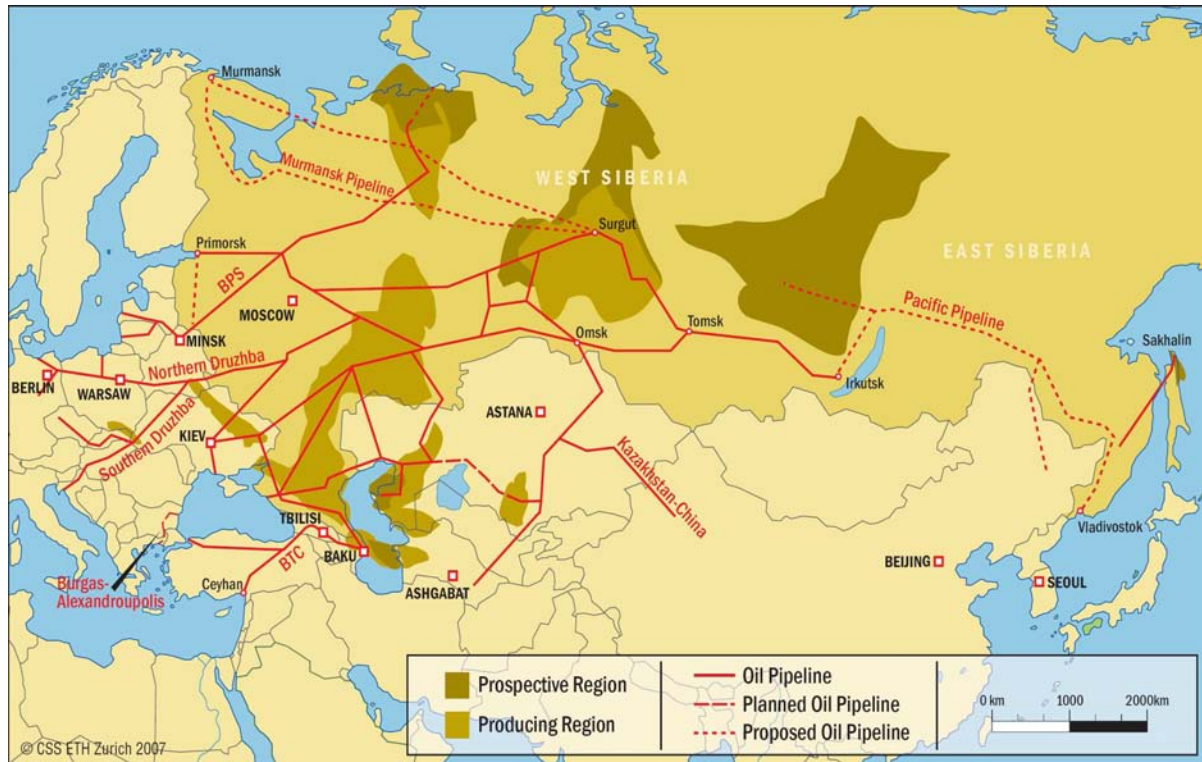 Murmansk
Murmansk Pipeline
WEST SIBERIA
Surgut
EAST SIBERIA
Primorsk
BPS
MOSCOW
Pacific Pipeline
Sakhalin
MINSK
Omsk
Tomsk
Northern Druzhba
BERLIN
WARSAW
Irkutsk
ASTANA
Southern Druzhba
KIEV
Kazakhstan-China
TBILISI
Vladivostok
BTC
BAKU
BEIJING
Burgas-
Alexandroupolis
Ceyhan
ASHGABAT
SEOUL
Prospective Region
Producing Region
Oil Pipeline
Planned Oil Pipeline
Proposed Oil Pipeline
0 km 1000 2000km
© CSS ETH Zurich 2007